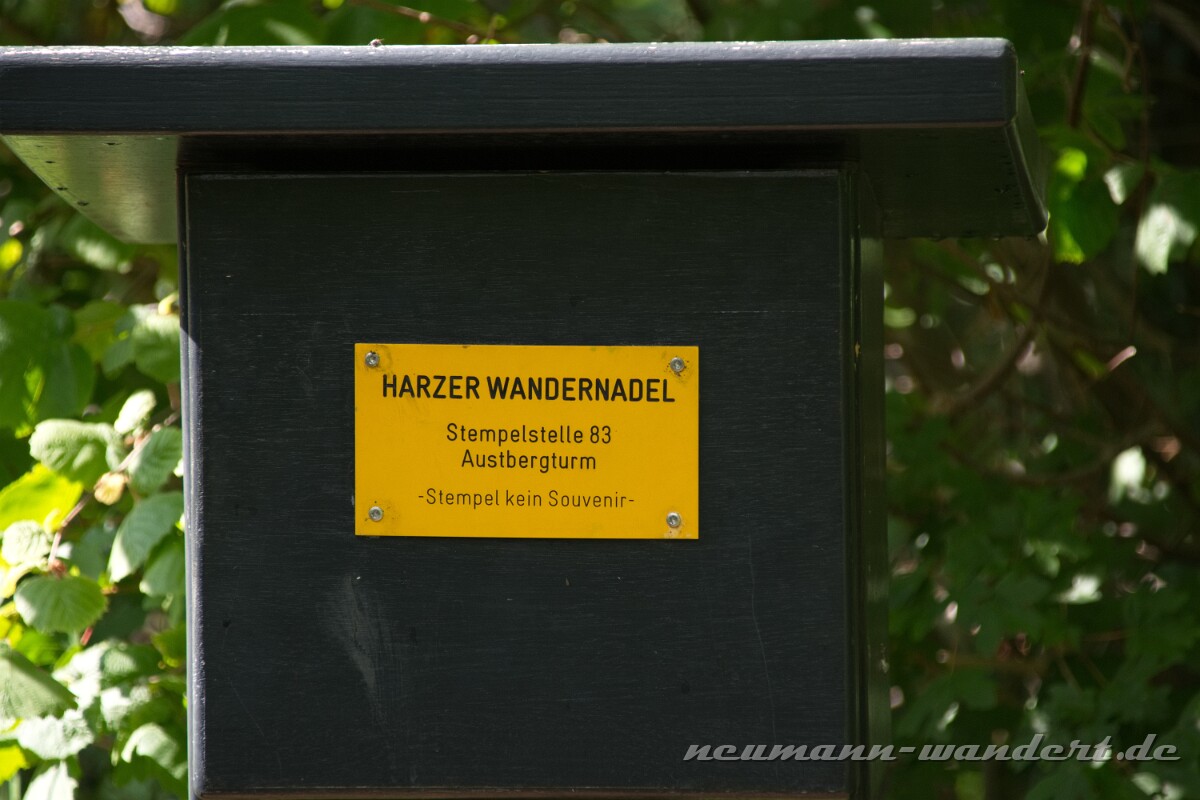 HARZER WANDERNADEL
Stempelstelle 83
Austbergturm
-Stempel kein Souvenir-
neumann-wandert.de